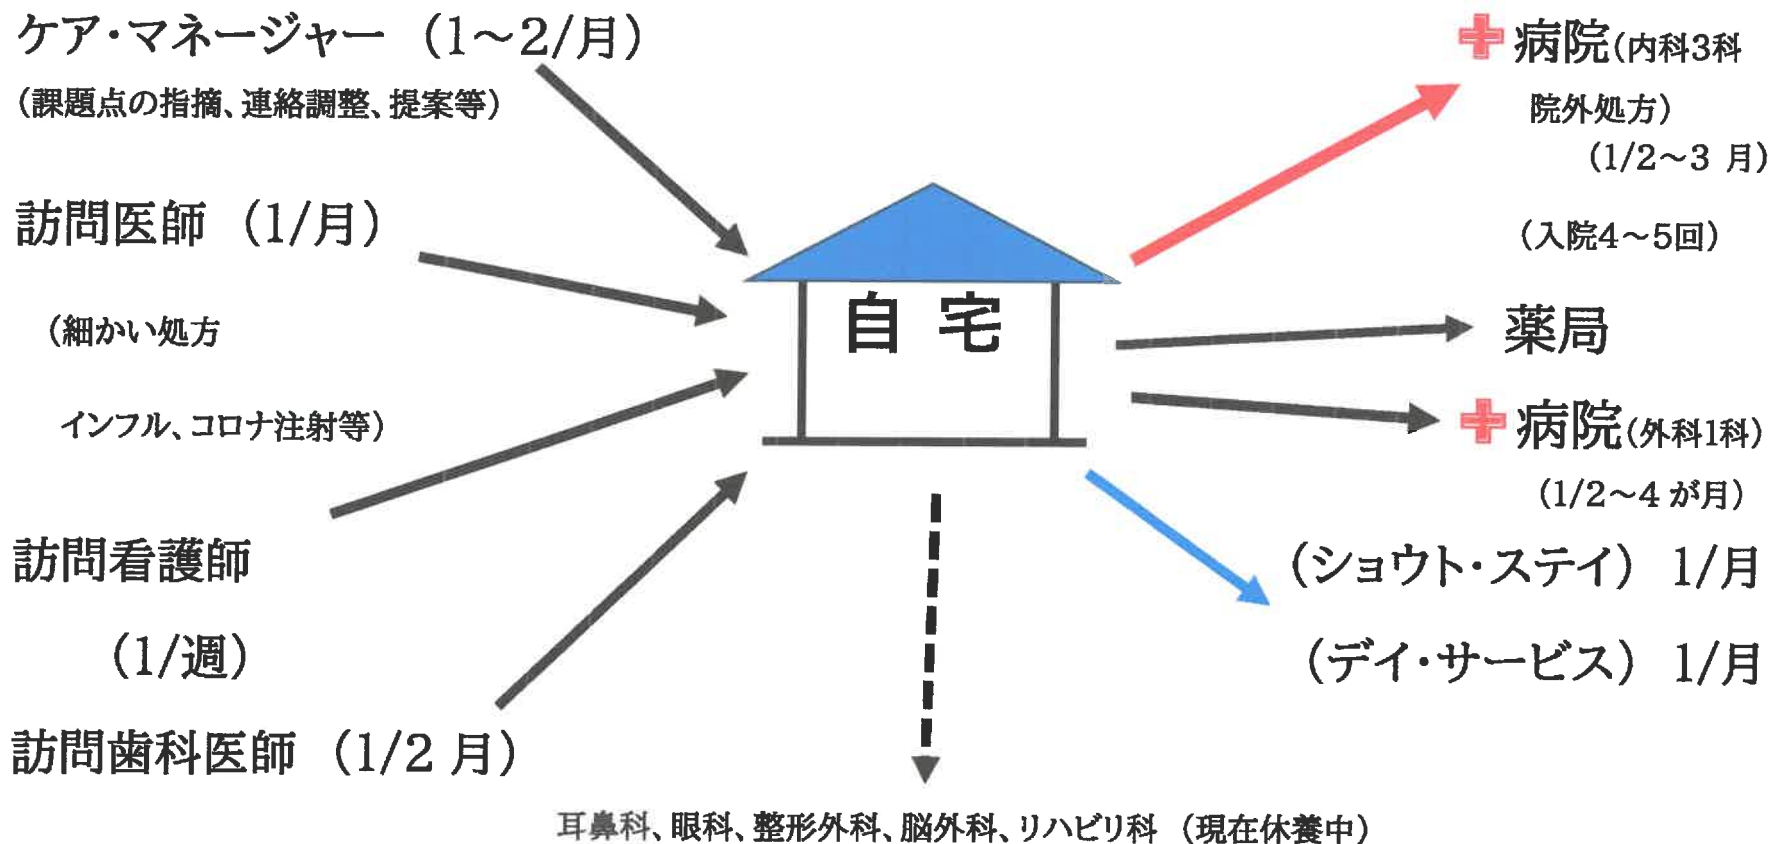 ケア・マネージャー（1～2/月）
（課題点の指摘、連絡調整、提案等）
訪問医師（1/月）
（細かい処方
インフル、コロナ注射等）
訪問看護師
（1/週）
訪問歯科医師（1/2 月）
自 宅
病院（内科3科
院外処方）
（1/2～3 月）
（入院4～5回）
薬局
病院（外科1科）
（1/2～4 が月）
（ショウト・ステイ） 1/月
（デイ・サービス） 1/月
耳鼻科、眼科、整形外科、脳外科、リハビリ科（現在休養中）